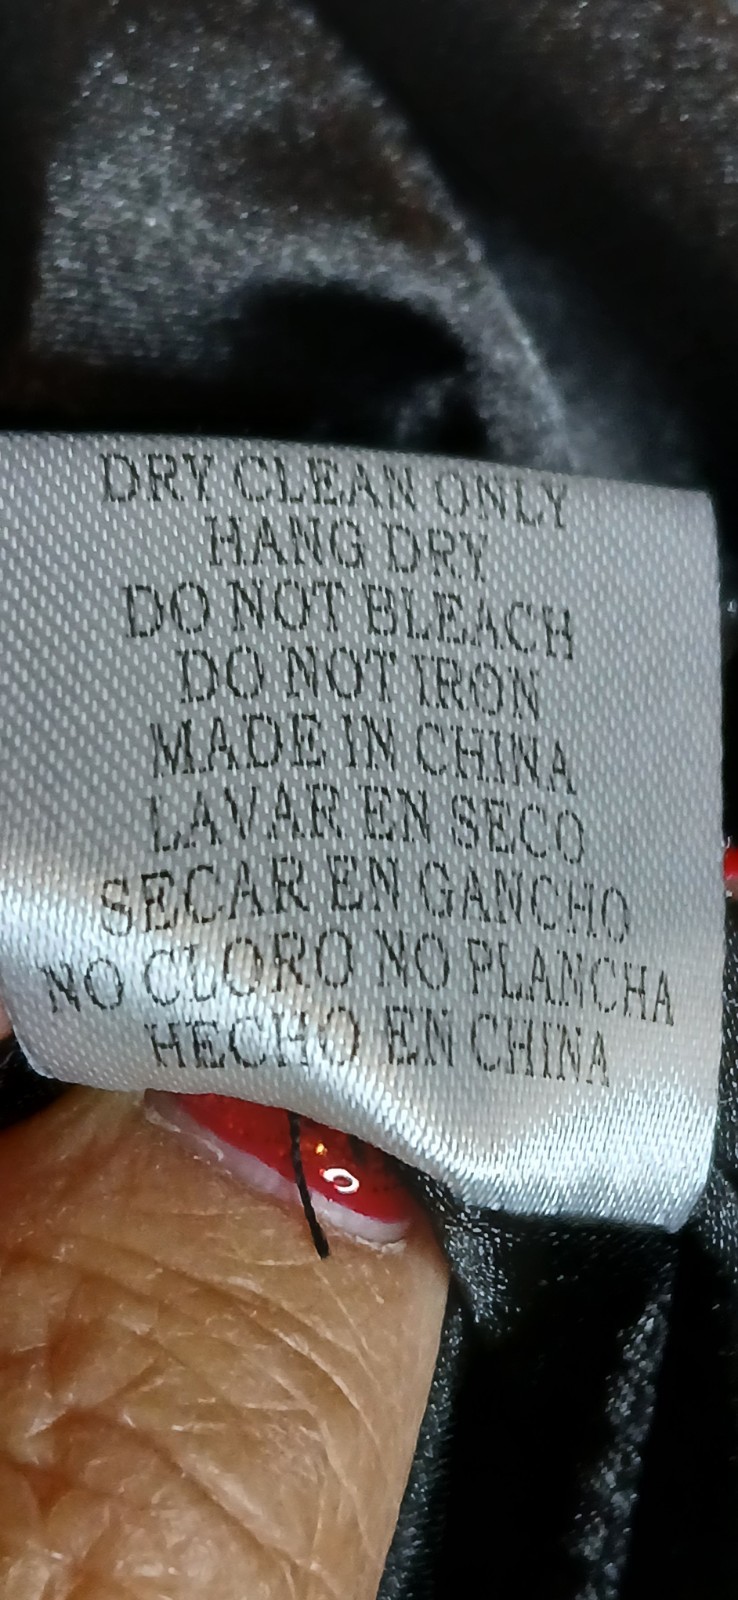 DRY CLEAN ONLY
HANG DRY
DO NOT BLEACH
DO NOT IRON
MADE IN CHINA
LAVAR EN SECO
SECAR EN GANCHO
NO CLORO NO PLANCHA
HECHO EN CHINA